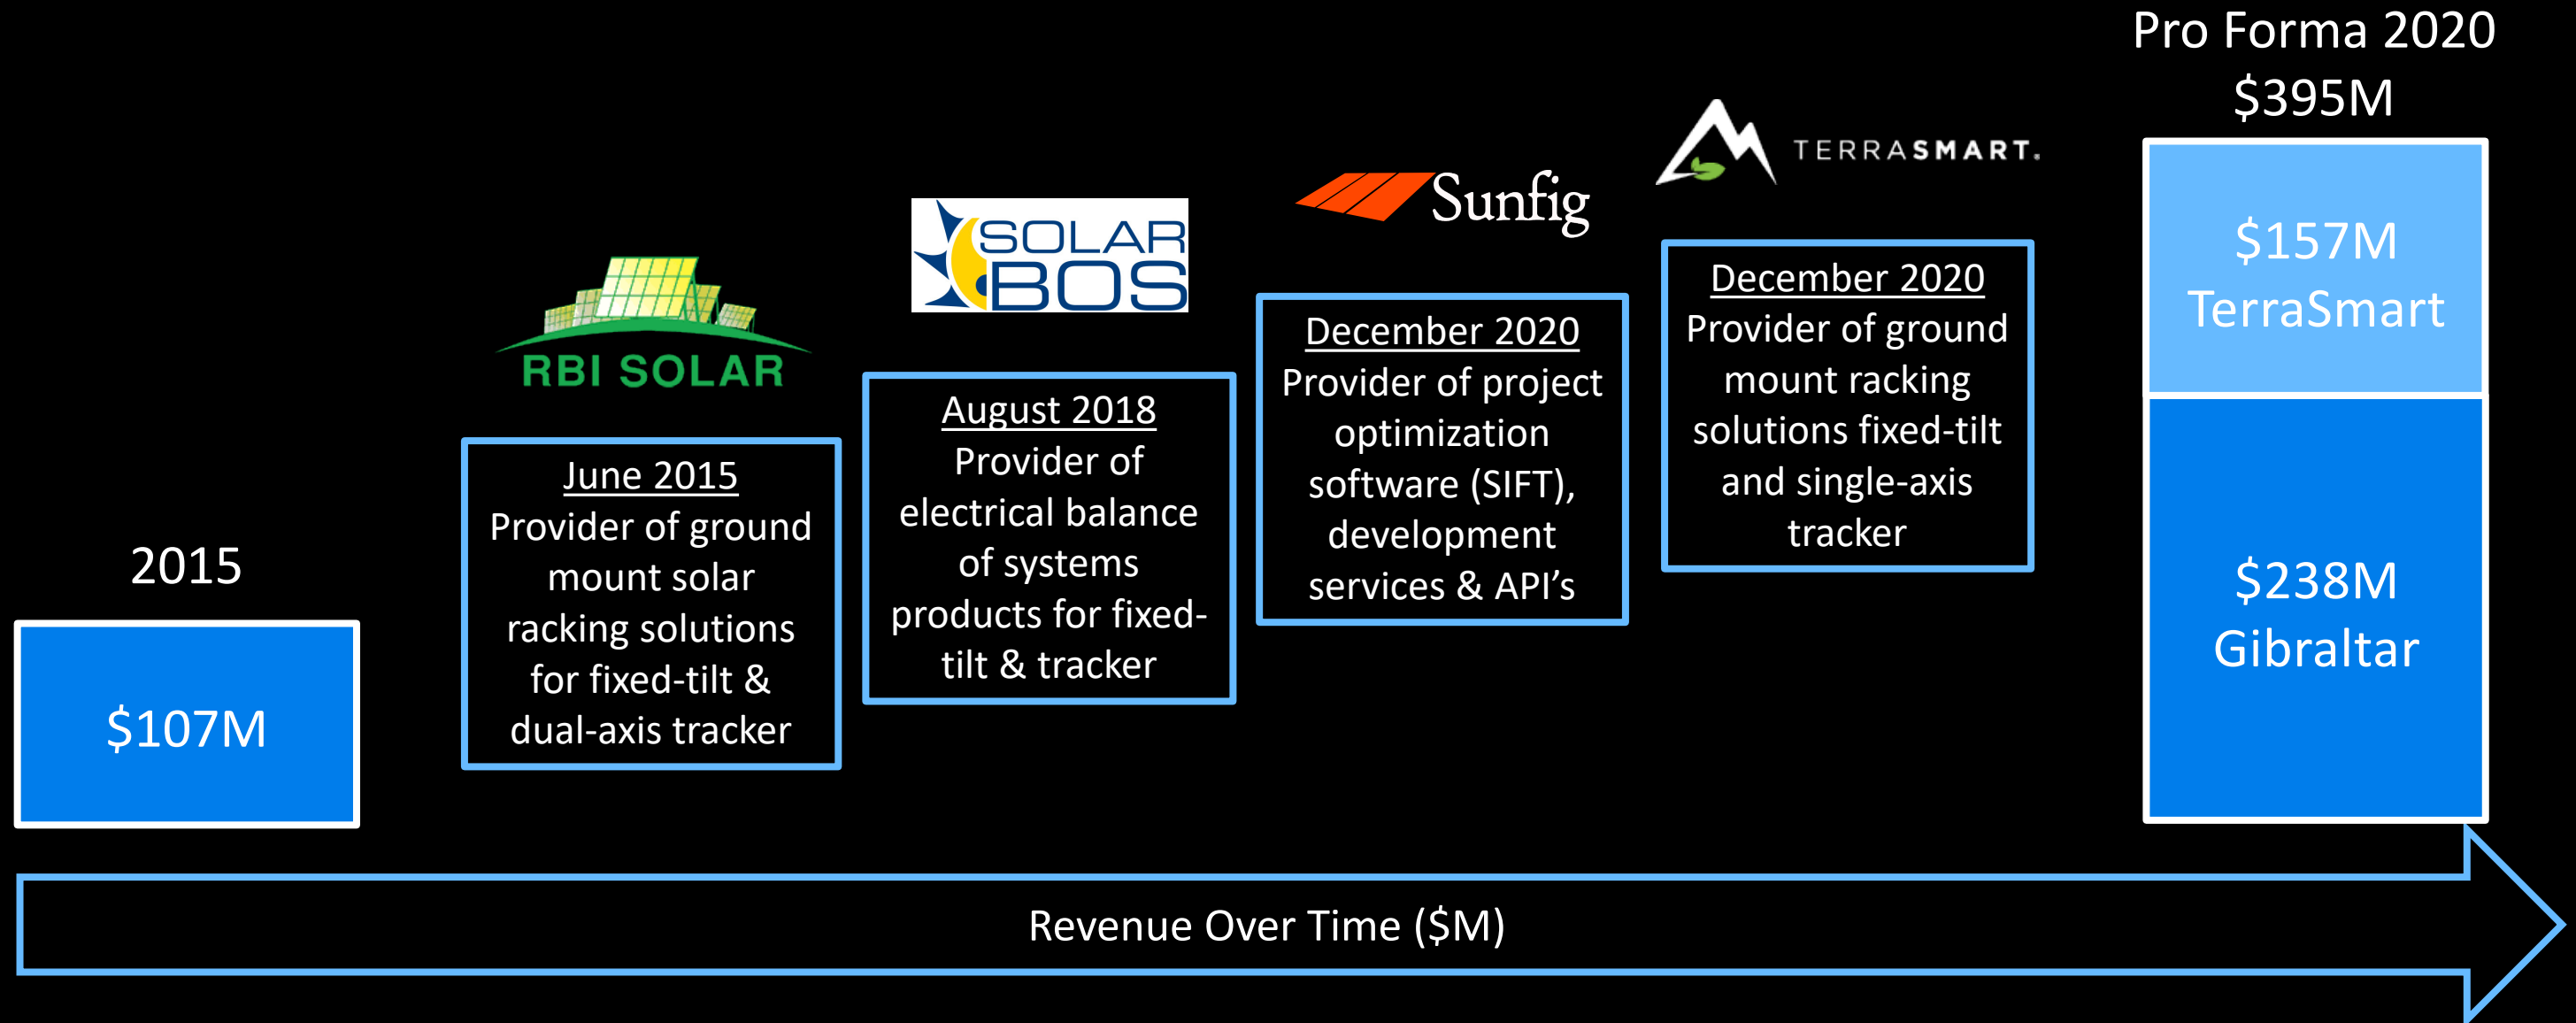 2015
$107M
RBI SOLAR
June 2015
Provider of ground
mount solar
racking solutions
for fixed-tilt &
dual-axis tracker
SOLAR
BOS
August 2018
Provider of
electrical balance
of systems
products for fixed-
tilt & tracker
Sunfig
December 2020
Provider of project
optimization
software (SIFT),
development
services & API’s
TERRASMART.
December 2020
Provider of ground
mount racking
solutions fixed-tilt
and single-axis
tracker
Pro Forma 2020
$395M
$157M
TerraSmart
$238M
Gibraltar
Revenue Over Time ($M)